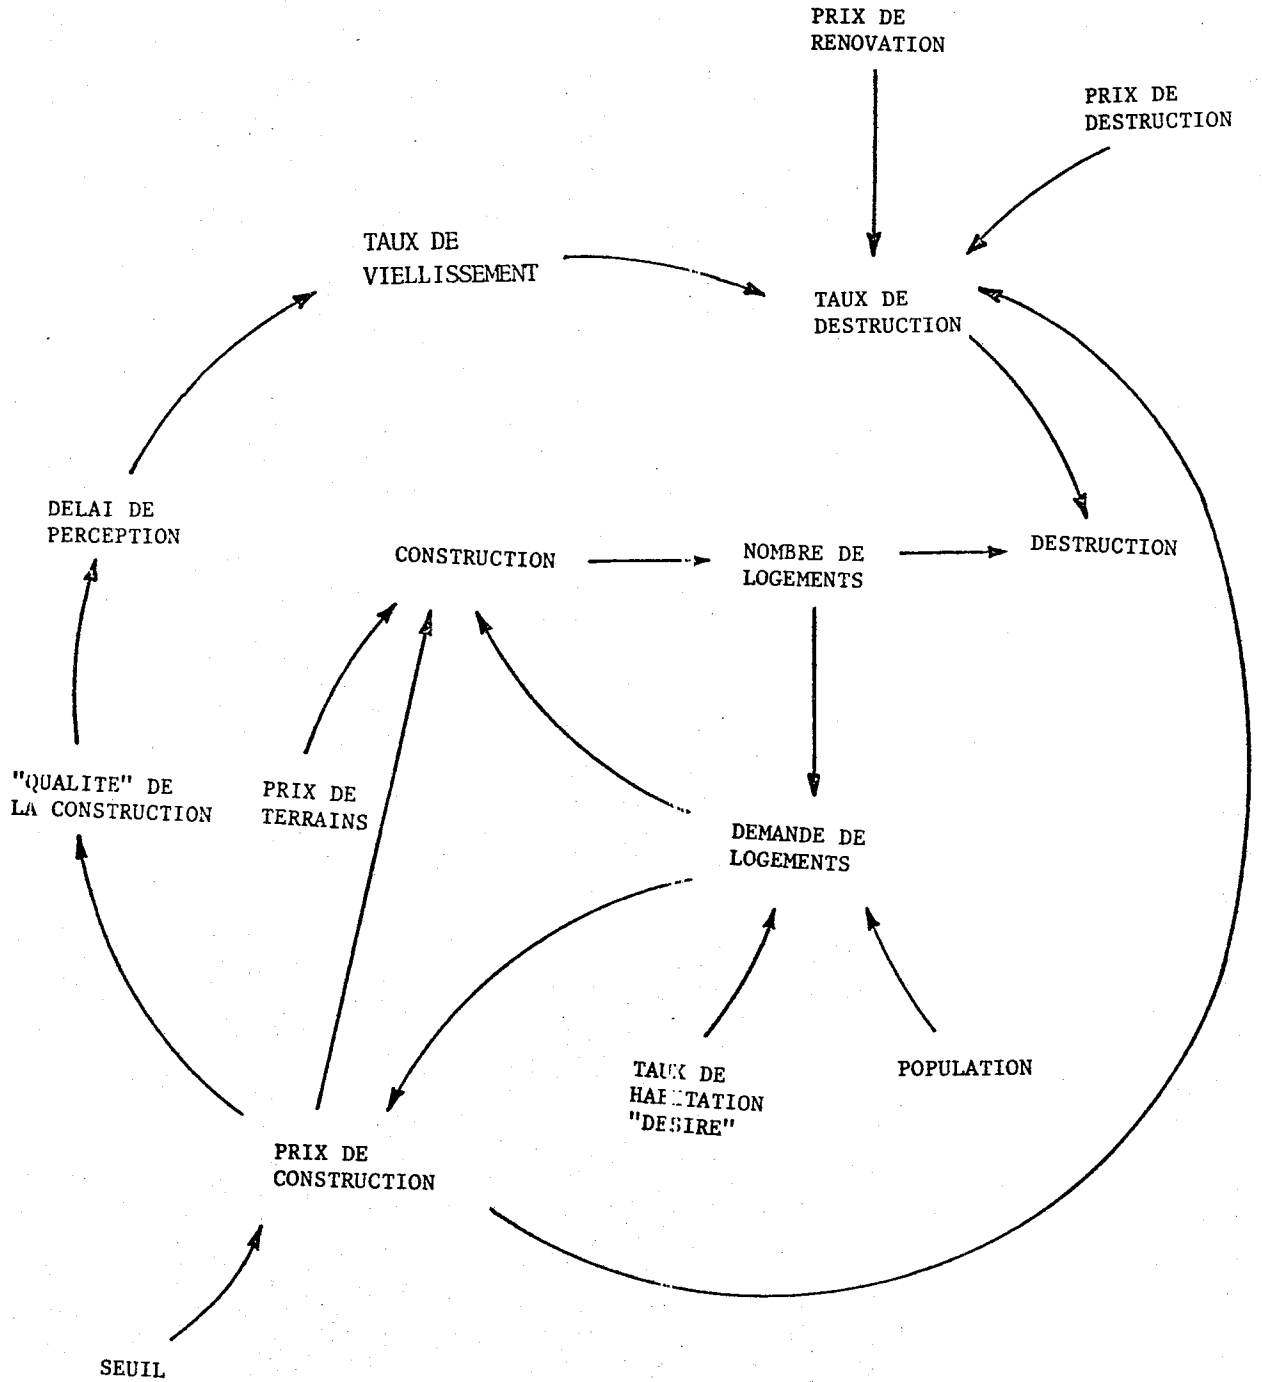 PRIX DE
RENOVATION
PRIX DE
DESTRUCTION
TAUX DE
VIELLISSEMENT
TAUX DE
DESTRUCTION
DELAI DE
PERCEPTION
CONSTRUCTION
NOMBRE DE
LOGEMENTS
DESTRUCTION
"QUALITE" DE
LA CONSTRUCTION
PRIX DE
TERRAINS
DEMANDE DE
LOGEMENTS
TAUX DE
HABITATION
"DESIRE"
POPULATION
PRIX DE
CONSTRUCTION
SEUIL